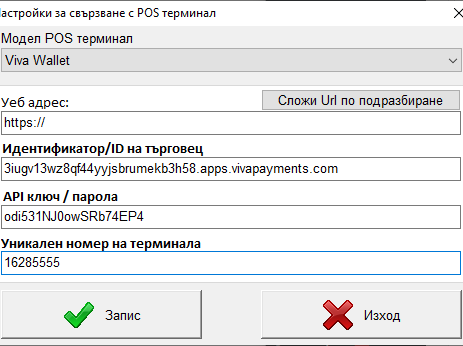 Настройки за свързване с POS терминал
Модел POS терминал
Viva Wallet
Уеб адрес:
Сложи Url по подразбиране
https://
Идентификатор/ID на търговец
3iugv13wz8qf44yyjsbrumekb3h58.apps.vivapayments.com
API ключ / парола
odi531NJ0owSRb74EP4
Уникален номер на терминала
16285555
Запис
Изход